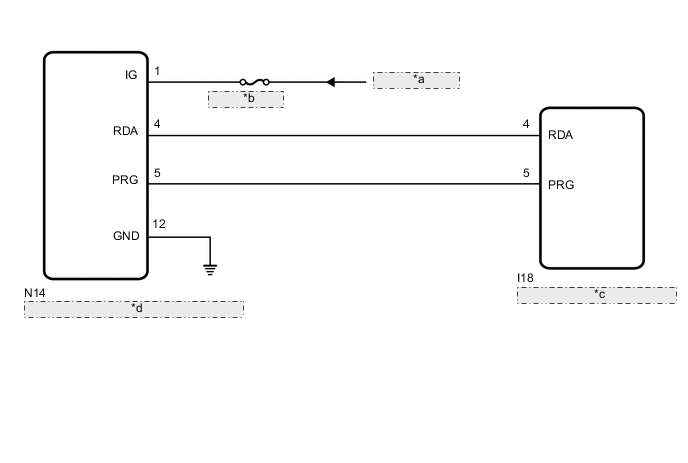 IG 1
*a
*b
RDA 4
4 RDA
PRG 5
5 PRG
GND 12
N14
*d
I18
*c